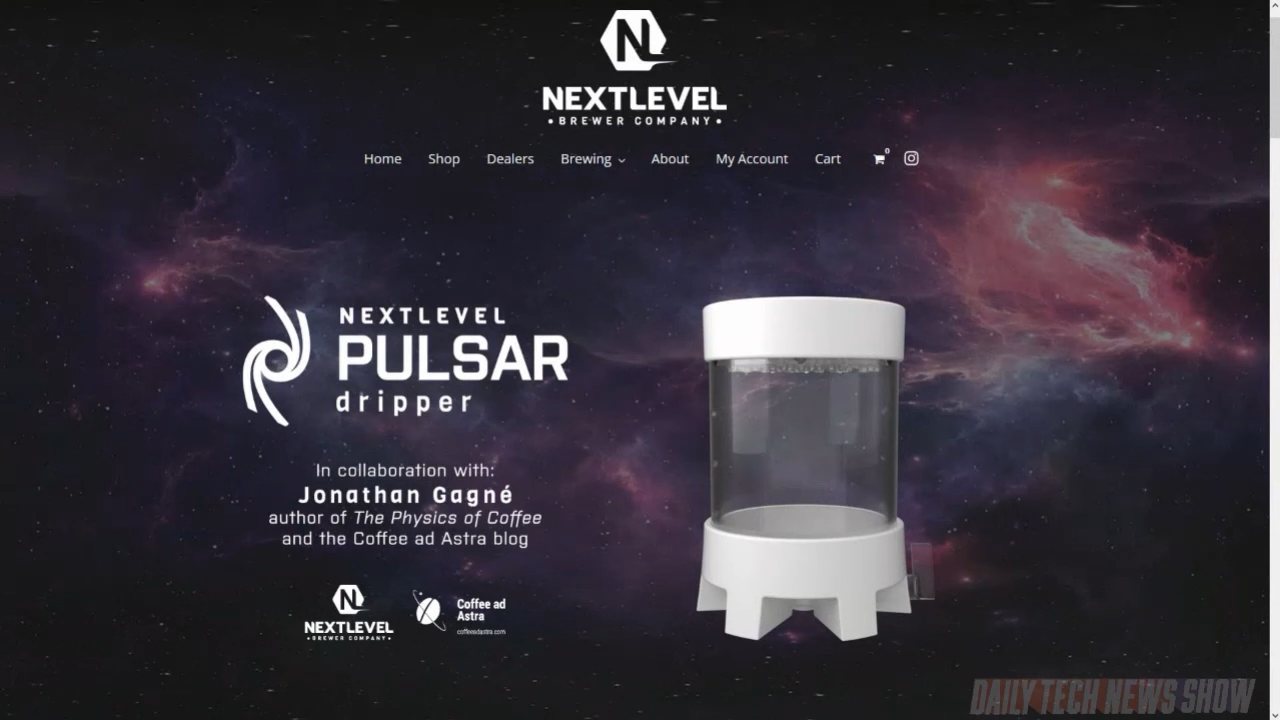 N
NEXTLEVEL
•BREWER COMPANY•
Home Shop Dealers Brewing About My Account Cart 0
NEXTLEVEL
PULSAR
dripper
In collaboration with:
Jonathan Gagné
author of The Physics of Coffee
and the Coffee ad Astra blog
N
NEXTLEVEL
•BREWER COMPANY•
Coffee ad
Astra
coffeeadastra.com
DAILY TECH NEWS SHOW